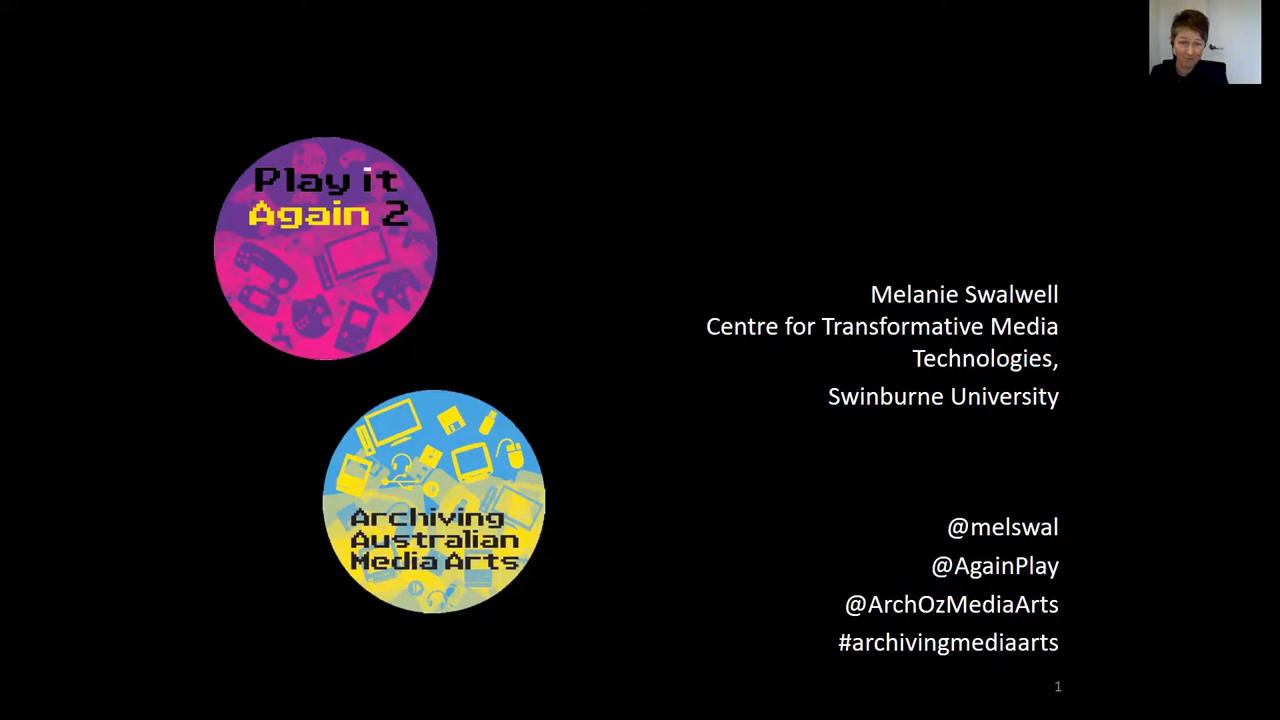 Play it
Again 2
Melanie Swalwell
Centre for Transformative Media
Technologies,
Swinburne University
Archiving
Australian
Media Arts
@melswal
@AgainPlay
@ArchOzMediaArts
#archivingmediaarts
1